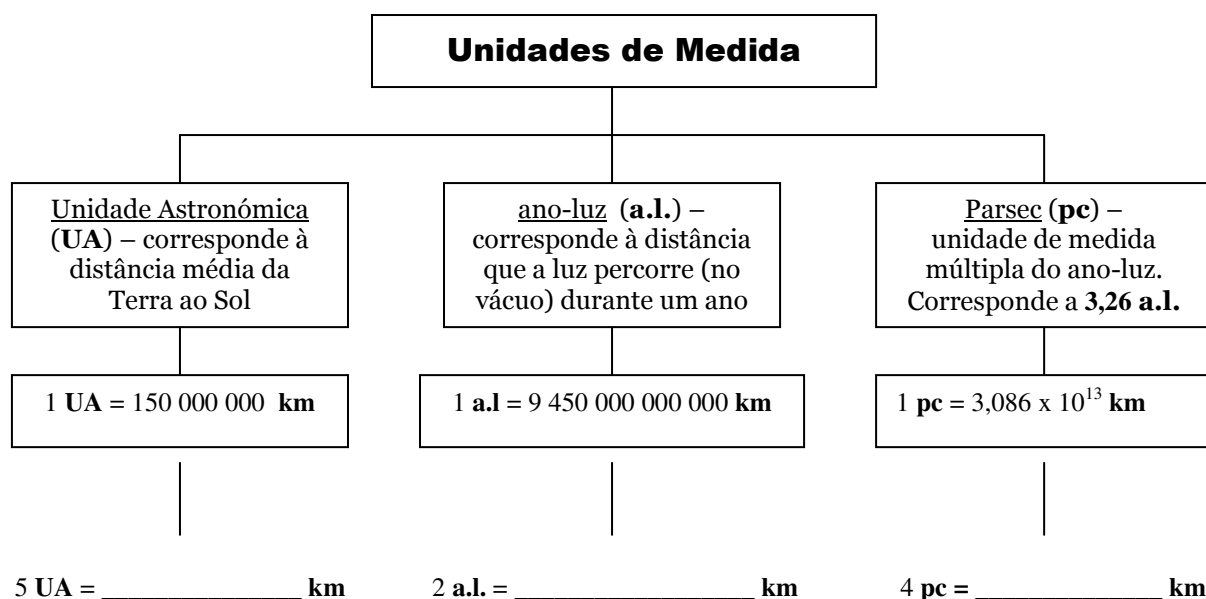 Unidades de Medida
Unidade Astronómica
(UA) – corresponde à
distância média da
Terra ao Sol
ano-luz (a.l.) –
corresponde à distância
que a luz percorre (no
vácuo) durante um ano
Parsec (pc) –
unidade de medida
múltipla do ano-luz.
Corresponde a 3,26 a.l.
1 UA = 150 000 000 km
1 a.l = 9 450 000 000 000 km
1 pc = 3,086 x 10¹³ km
5 UA = _______________ km
2 a.l. = __________________ km
4 pc = ______________ km